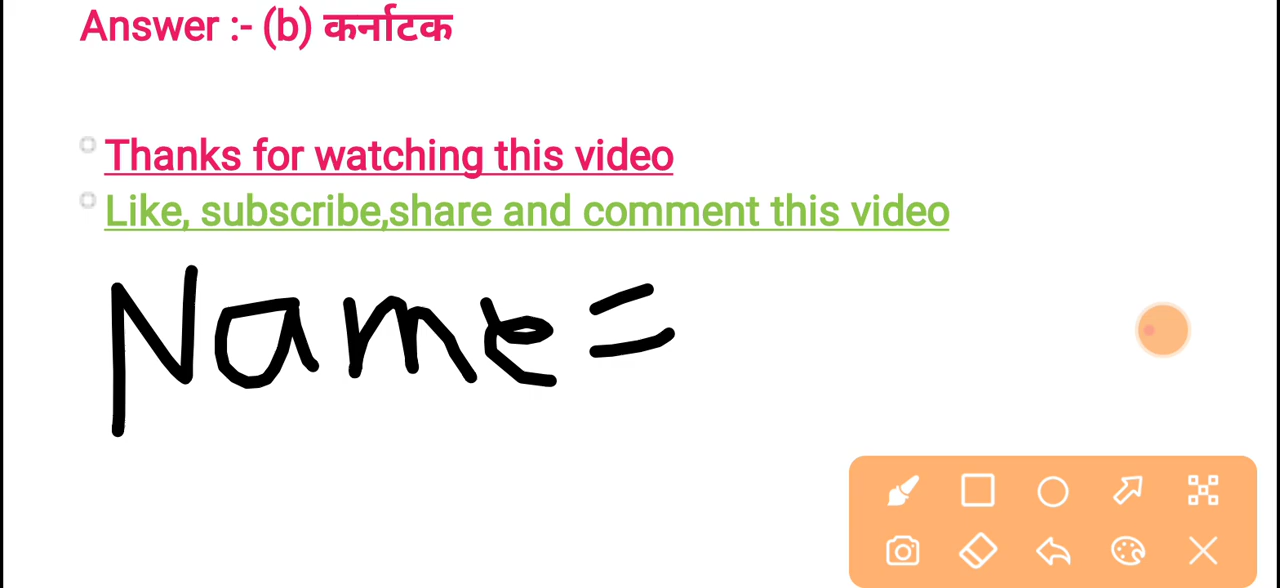 Answer :- (b) कर्नाटक
Thanks for watching this video
Like, subscribe,share and comment this video
Name=